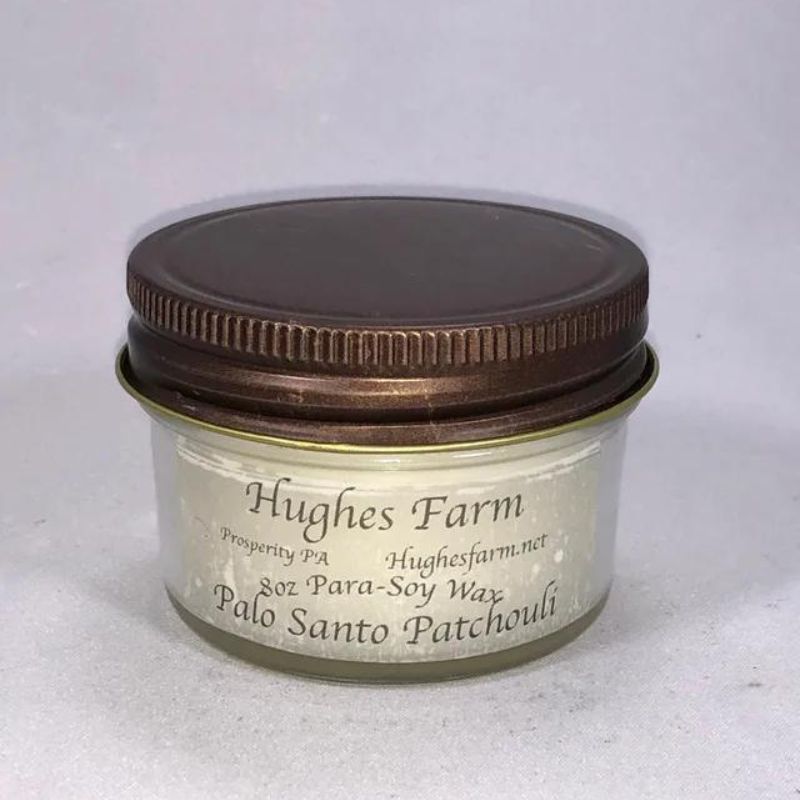 Hughes Farm
Prosperity PA Hughesfarm.net
8oz Para-Soy Wax
Palo Santo Patchouli